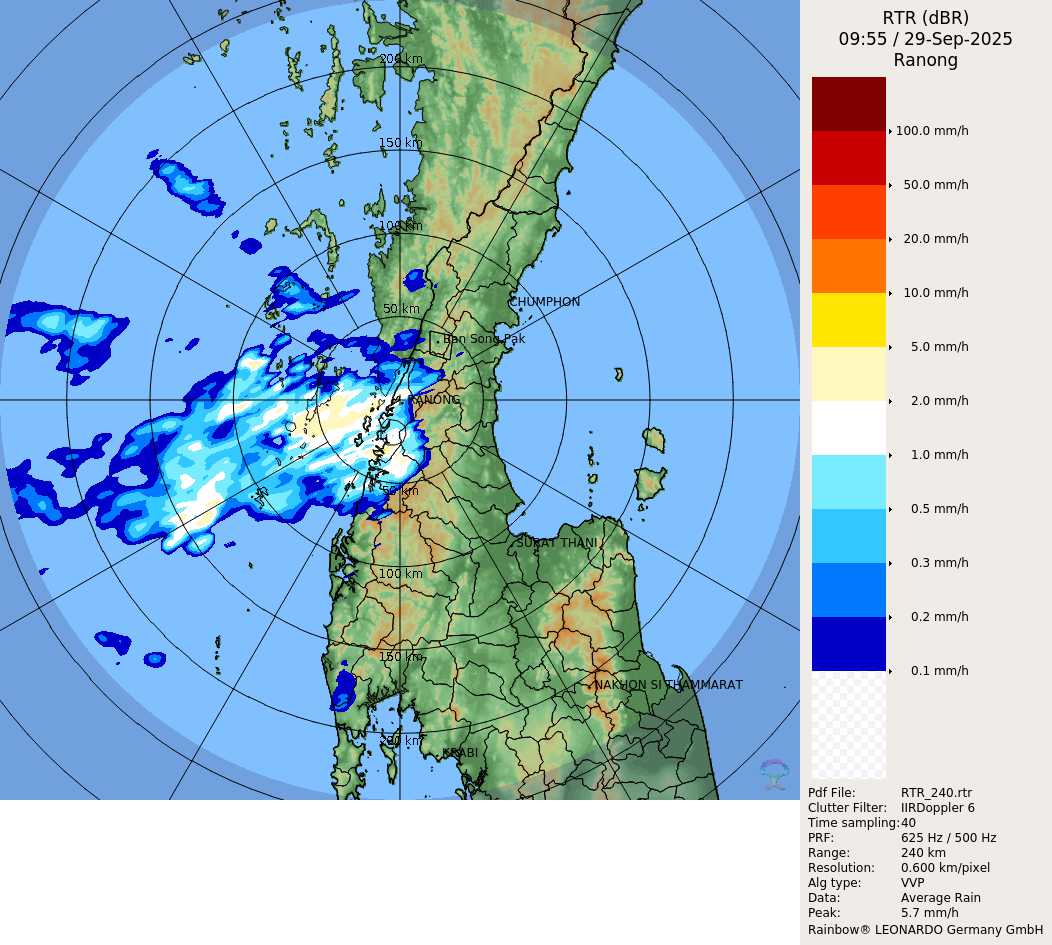 RTR (dBR)
09:55 / 29-Sep-2025
Ranong
200 km
150 km
100 km
50 km
CHUMPHON
Ban Song Pak
RANONG
50 km
SURAT THANI
100 km
150 km
NAKHON SI THAMMARAT
200 km
KRABI
100.0 mm/h
50.0 mm/h
20.0 mm/h
10.0 mm/h
5.0 mm/h
2.0 mm/h
1.0 mm/h
0.5 mm/h
0.3 mm/h
0.2 mm/h
0.1 mm/h
Pdf File: RTR_240.rtr
Clutter Filter: IIRDoppler 6
Time sampling:40
PRF: 625 Hz / 500 Hz
Range: 240 km
Resolution: 0.600 km/pixel
Alg type: VVP
Data: Average Rain
Peak: 5.7 mm/h
Rainbow® LEONARDO Germany GmbH